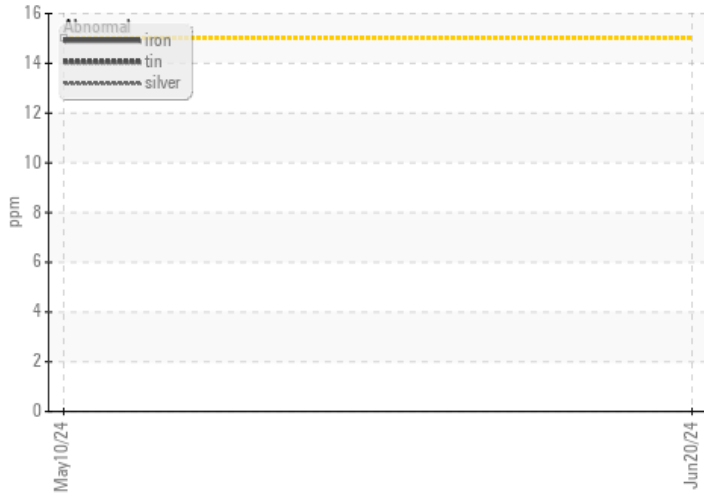 16
Abnormal
iron
tin
silver
14
12
10
8
6
4
2
0
ppm
May10/24
Jun20/24